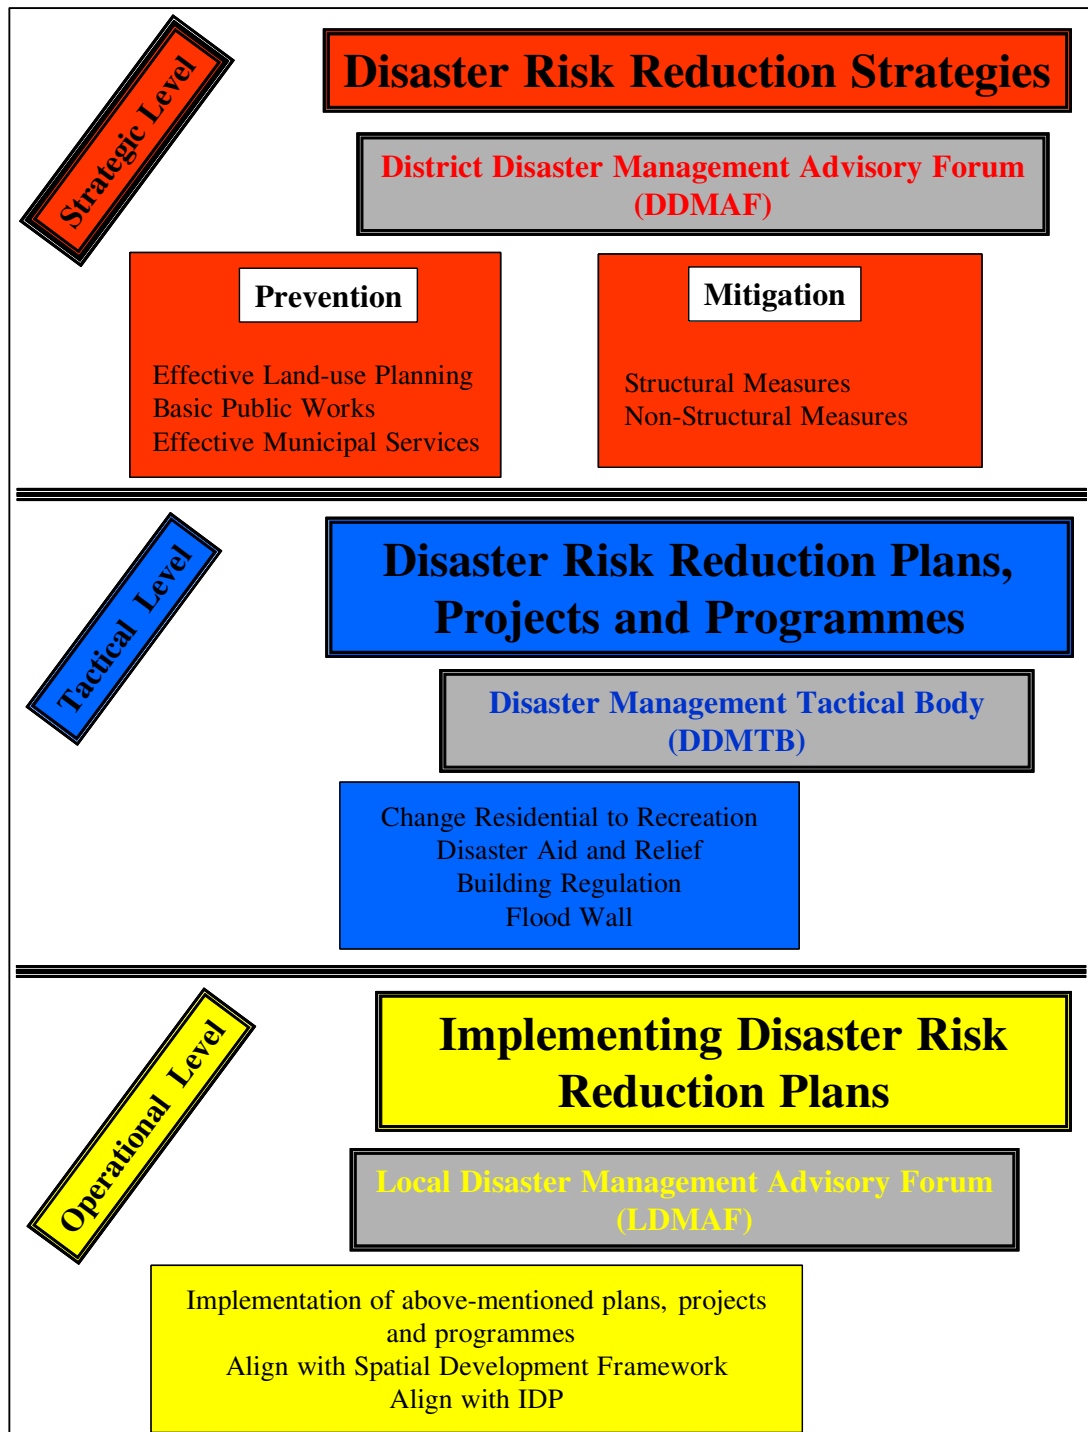 Strategic Level
Disaster Risk Reduction Strategies
District Disaster Management Advisory Forum
(DDMAF)
Prevention
Effective Land-use Planning
Basic Public Works
Effective Municipal Services
Mitigation
Structural Measures
Non-Structural Measures
Tactical Level
Disaster Risk Reduction Plans,
Projects and Programmes
Disaster Management Tactical Body
(DDMTB)
Change Residential to Recreation
Disaster Aid and Relief
Building Regulation
Flood Wall
Operational Level
Implementing Disaster Risk
Reduction Plans
Local Disaster Management Advisory Forum
(LDMAF)
Implementation of above-mentioned plans, projects
and programmes
Align with Spatial Development Framework
Align with IDP